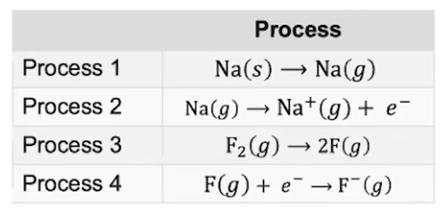 Process
Process 1 Na(s) ⟶ Na(g)
Process 2 Na(g) → Na⁺(g) + e⁻
Process 3 F₂(g) → 2F(g)
Process 4 F(g) + e⁻ → F⁻(g)